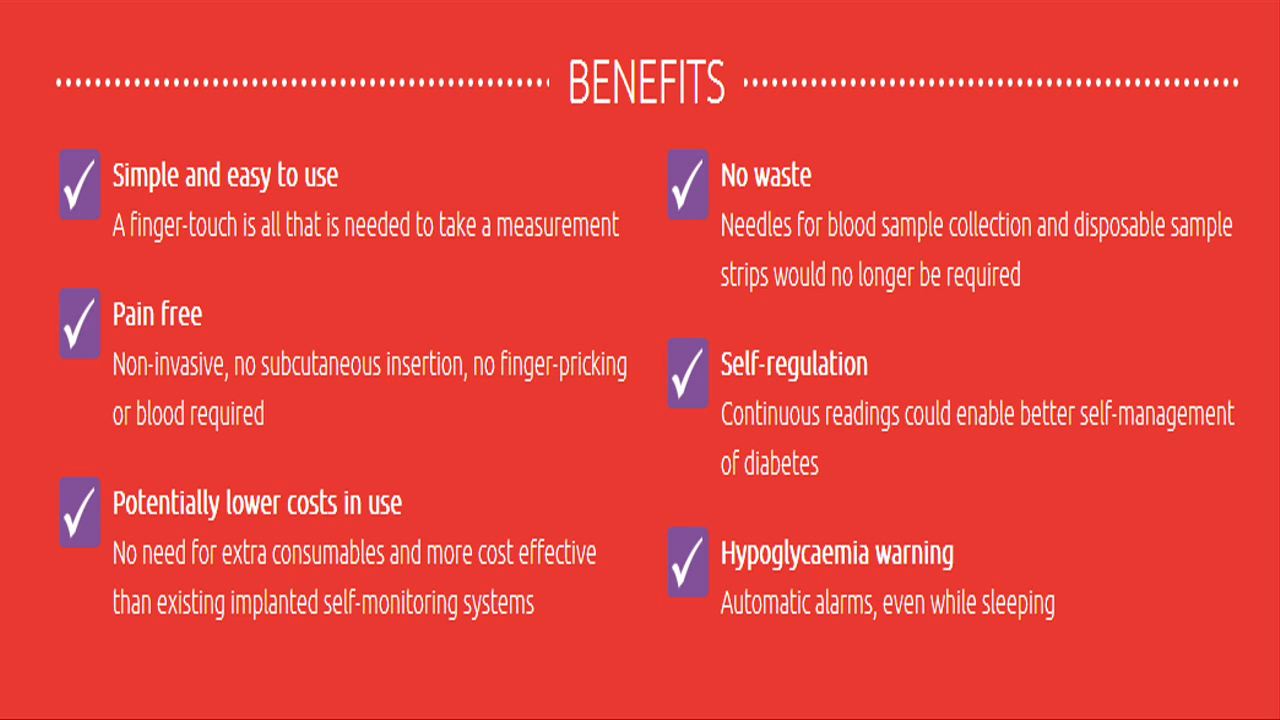 BENEFITS
Simple and easy to use
A finger-touch is all that is needed to take a measurement
Pain free
Non-invasive, no subcutaneous insertion, no finger-pricking
or blood required
Potentially lower costs in use
No need for extra consumables and more cost effective
than existing implanted self-monitoring systems
No waste
Needles for blood sample collection and disposable sample
strips would no longer be required
Self-regulation
Continuous readings could enable better self-management
of diabetes
Hypoglycaemia warning
Automatic alarms, even while sleeping